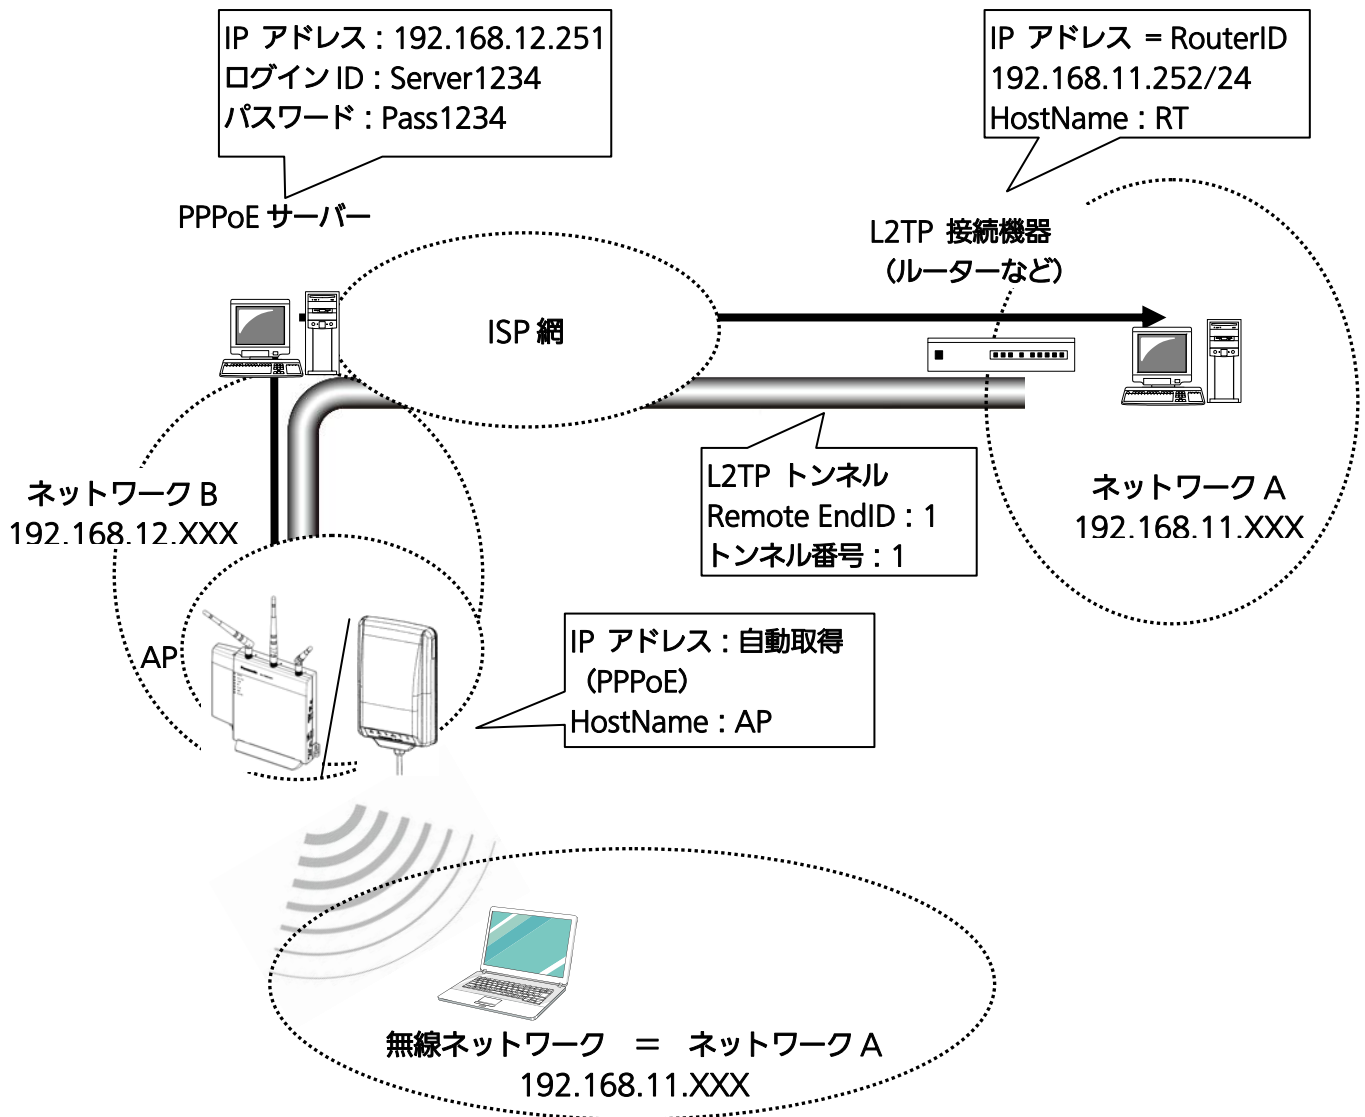 IP アドレス：192.168.12.251
ログイン ID：Server1234
パスワード：Pass1234
IP アドレス ＝RouterID
192.168.11.252/24
HostName：RT
PPPoE サーバー
L2TP 接続機器
（ルーターなど）
ISP 網
L2TP トンネル
Remote EndID：1
トンネル番号：1
ネットワーク B
192.168.12.XXX
ネットワーク A
192.168.11.XXX
AP
IP アドレス：自動取得
（PPPoE）
HostName：AP
無線ネットワーク ＝ ネットワーク A
192.168.11.XXX